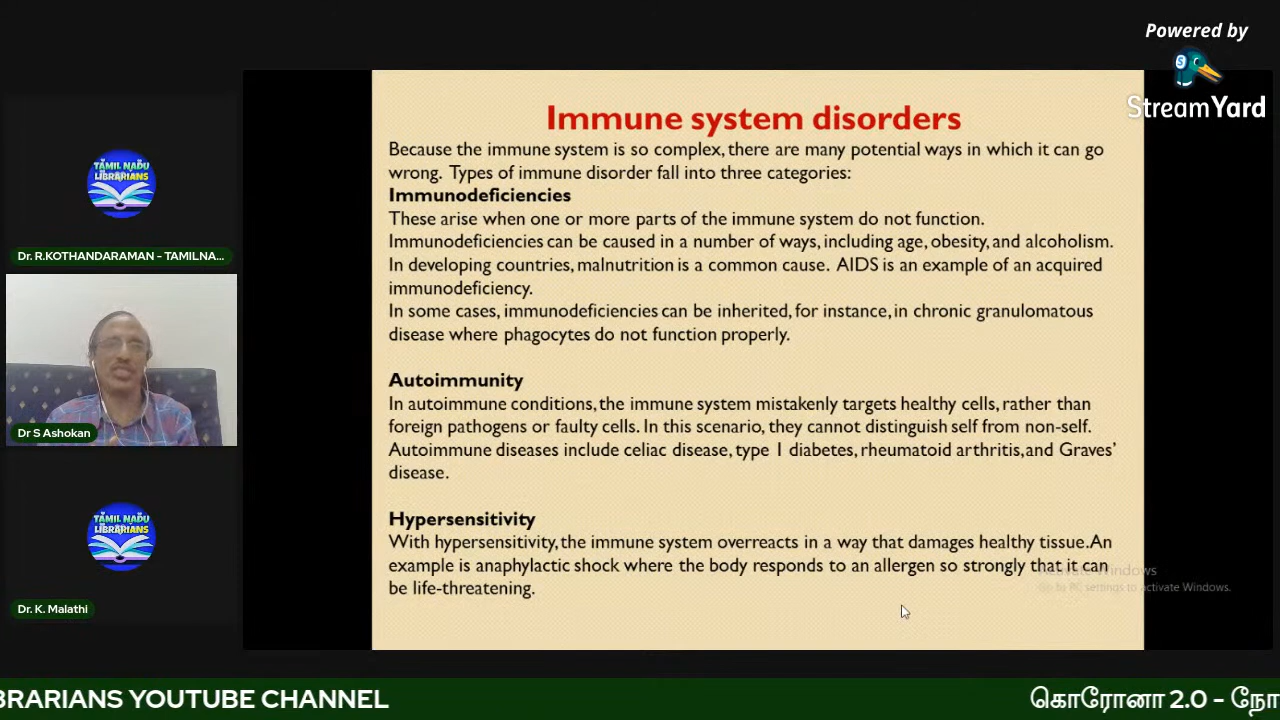 Powered by
StreamYard
Immune system disorders
Because the immune system is so complex, there are many potential ways in which it can go
wrong. Types of immune disorder fall into three categories:
Immunodeficiencies
These arise when one or more parts of the immune system do not function.
Immunodeficiencies can be caused in a number of ways, including age, obesity, and alcoholism.
In developing countries, malnutrition is a common cause. AIDS is an example of an acquired
immunodeficiency.
In some cases, immunodeficiencies can be inherited, for instance, in chronic granulomatous
disease where phagocytes do not function properly.
Autoimmunity
In autoimmune conditions, the immune system mistakenly targets healthy cells, rather than
foreign pathogens or faulty cells. In this scenario, they cannot distinguish self from non-self.
Autoimmune diseases include celiac disease, type 1 diabetes, rheumatoid arthritis, and Graves’
disease.
Hypersensitivity
With hypersensitivity, the immune system overreacts in a way that damages healthy tissue. An
example is anaphylactic shock where the body responds to an allergen so strongly that it can
be life-threatening.
Activate Windows
Go to PC settings to activate Windows.
TAMIL NADU
LIBRARIANS
Dr. R.KOTHANDARAMAN - TAMILNA...
Dr S Ashokan
TAMIL NADU
LIBRARIANS
Dr. K. Malathi
BRARIANS YOUTUBE CHANNEL
கொரோனா 2.0 - நோ